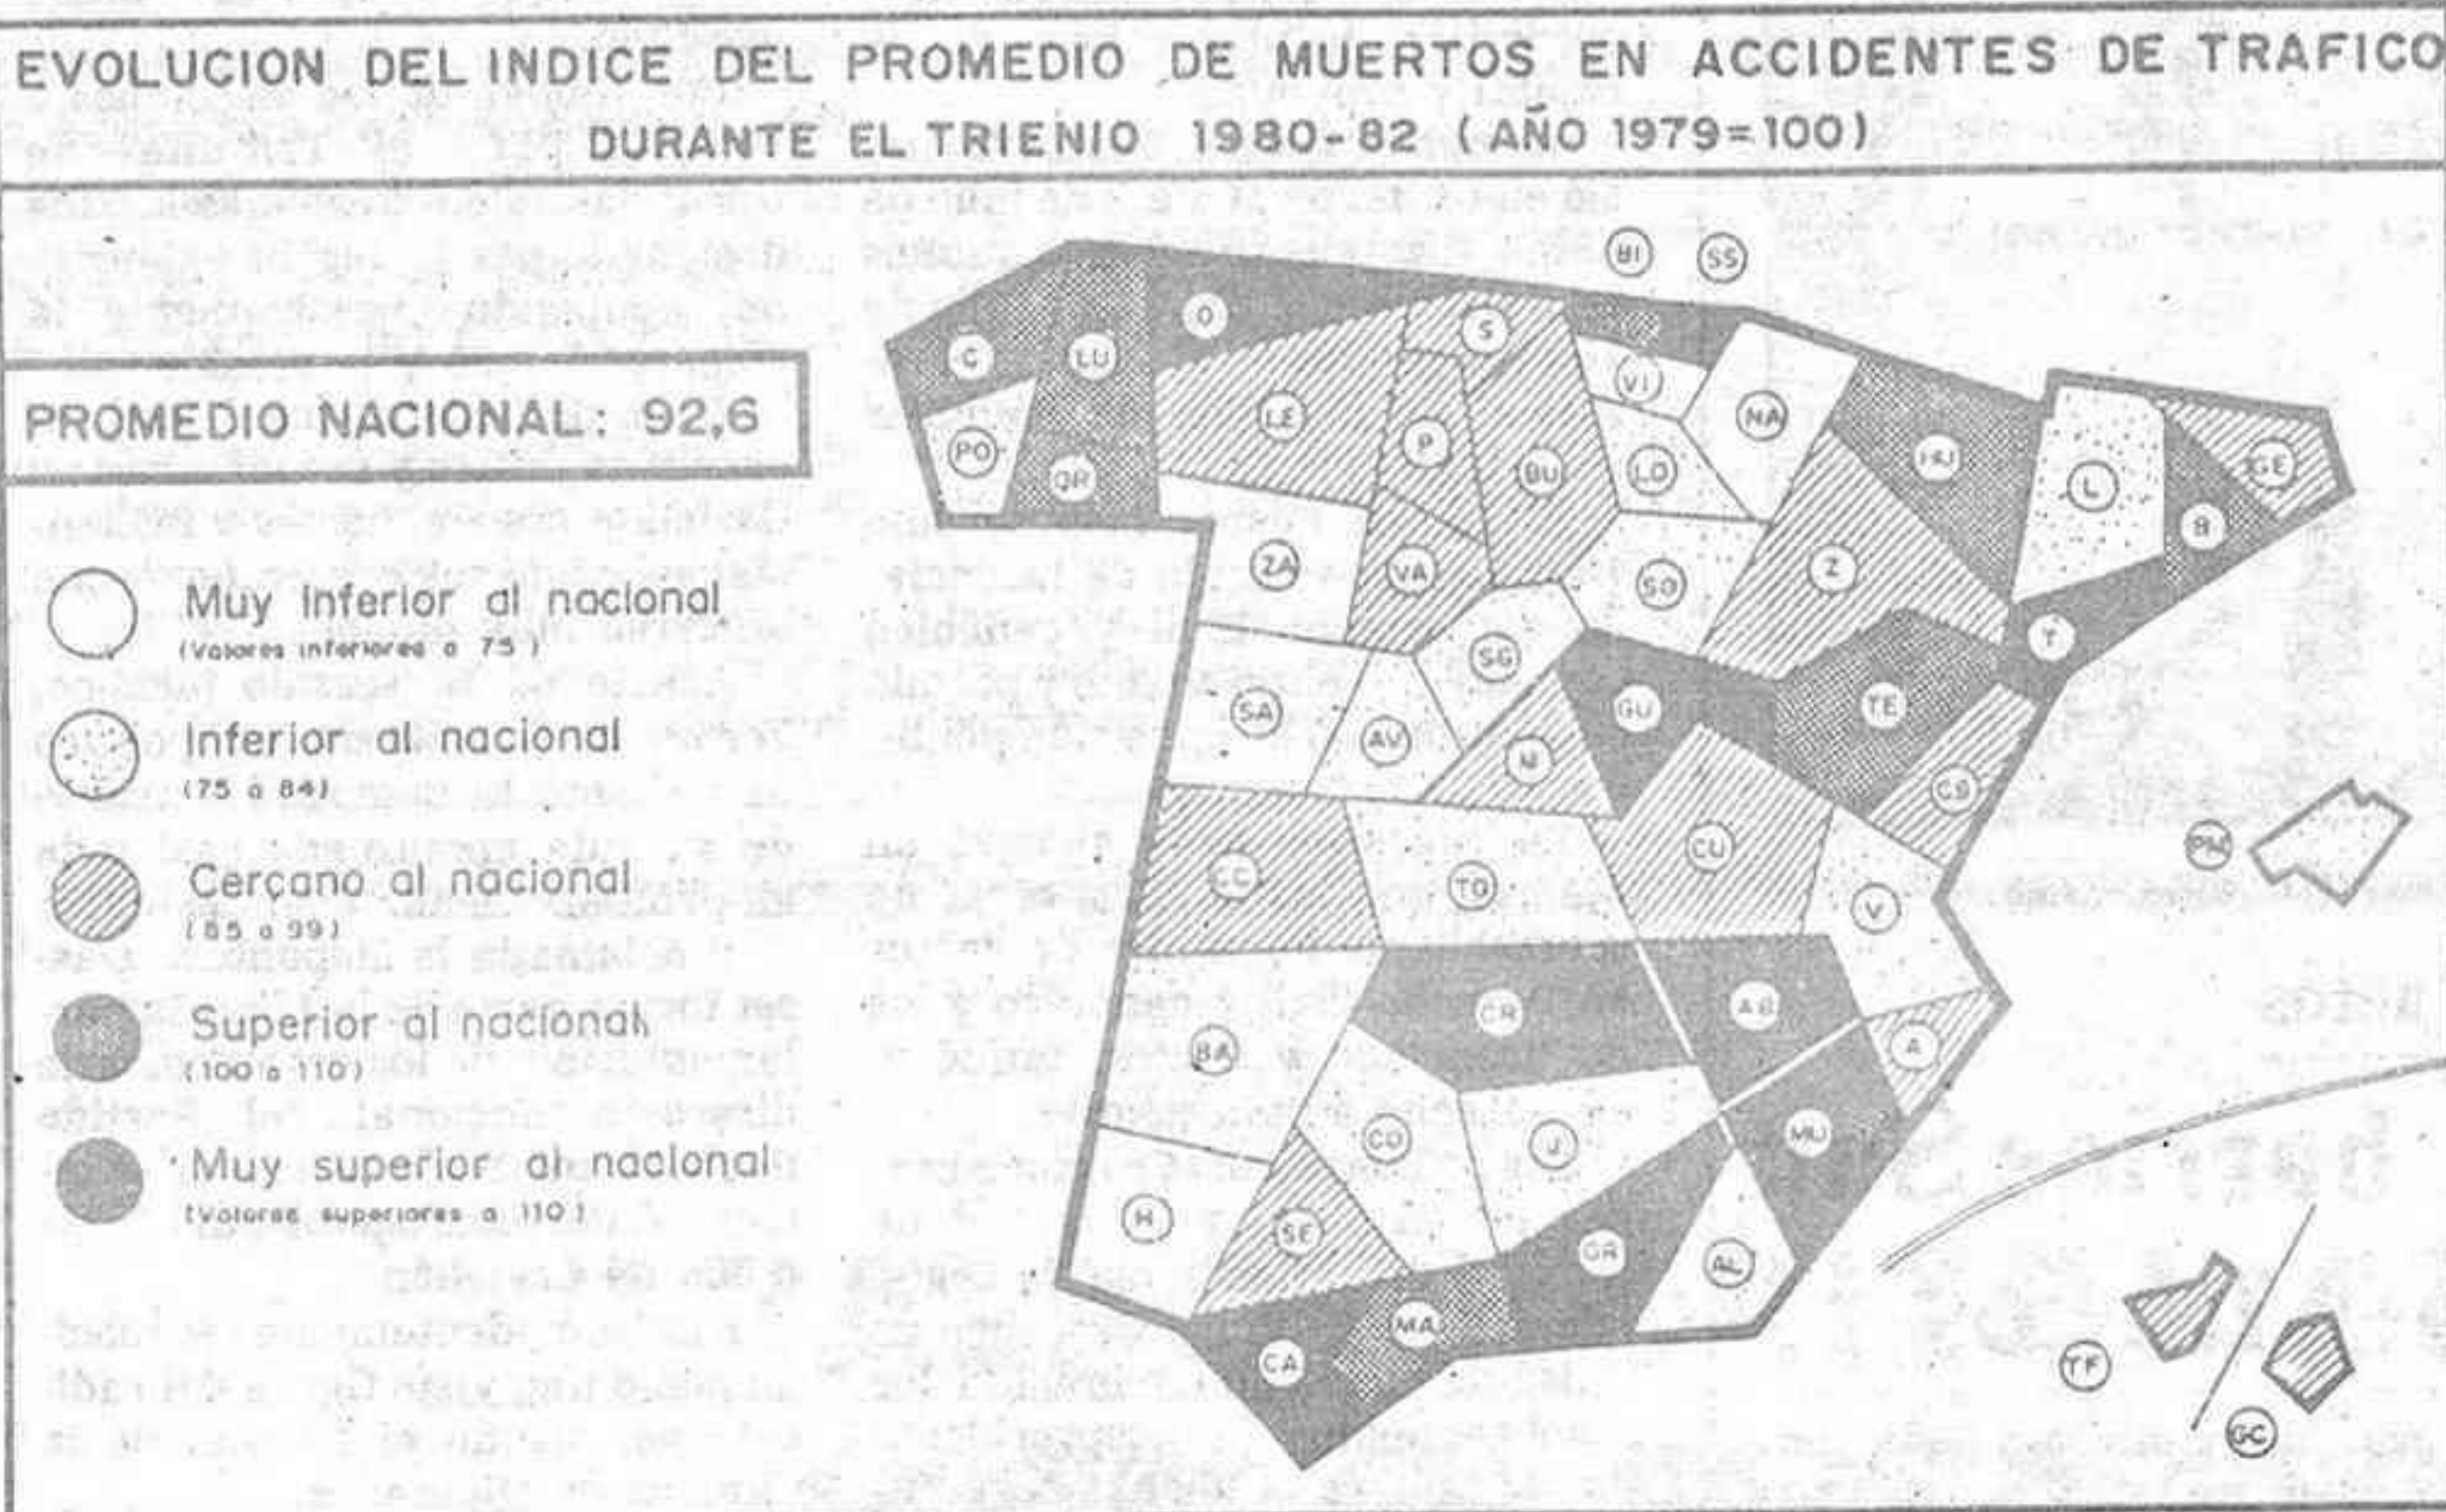 EVOLUCION DEL INDICE DEL PROMEDIO DE MUERTOS EN ACCIDENTES DE TRAFICO
DURANTE EL TRIENIO 1980-82 (AÑO 1979=100)
PROMEDIO NACIONAL: 92,6
Muy inferior al nacional
(Valores inferiores a 75)
Inferior al nacional
(75 a 84)
Cerçano al nacional
(85 a 99)
Superior al nacional
(100 a 110)
Muy superior al nacional
(Valores superiores a 110)
BI SS
C LU O S
PO OR LE P BU VI LO NA HU L GE
B
ZA VA SO Z T
SA AV SG M GU TE CS
CC TO CU V PM
BA CR AB A
CO J MU
H SE GR AL
CA MA TF
GC